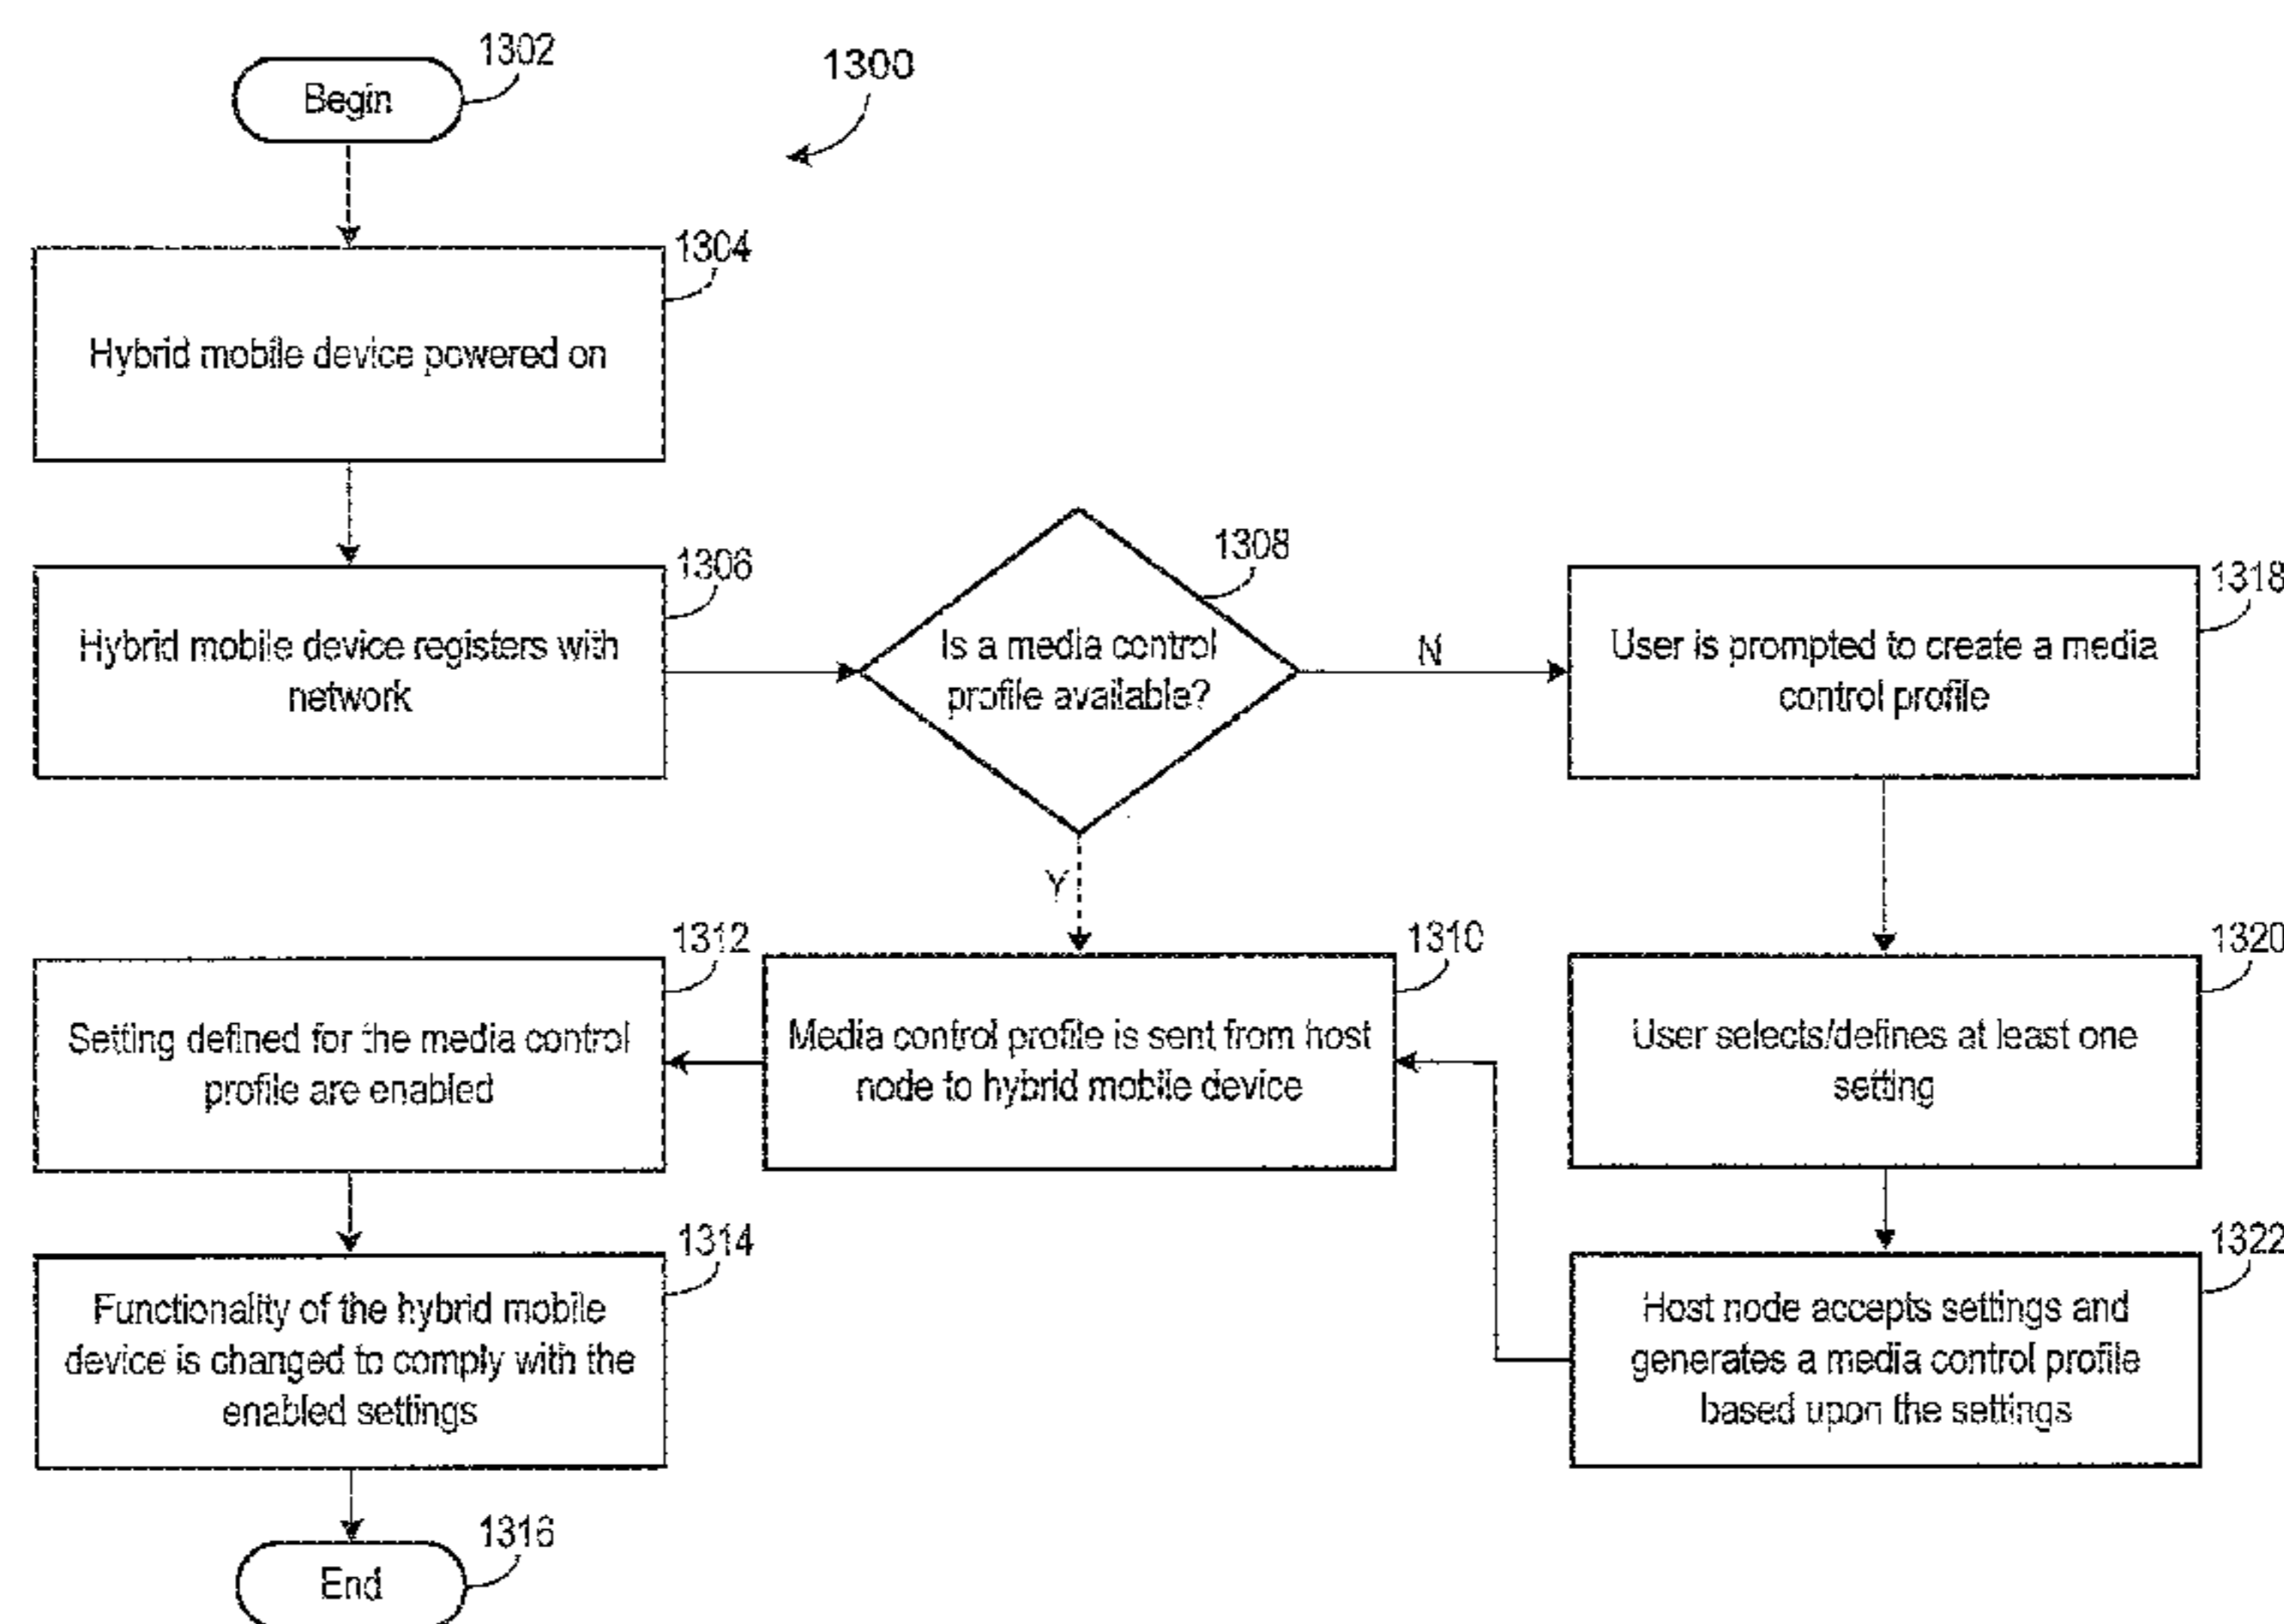 1302
Begin
1300
1304
Hybrid mobile device powered on
1306
Hybrid mobile device registers with
network
1308
Is a media control
profile available?
N
1318
User is prompted to create a media
control profile
Y
1312
Setting defined for the media control
profile are enabled
1310
Media control profile is sent from host
node to hybrid mobile device
1320
User selects/defines at least one
setting
1314
Functionality of the hybrid mobile
device is changed to comply with the
enabled settings
1322
Host node accepts settings and
generates a media control profile
based upon the settings
1316
End